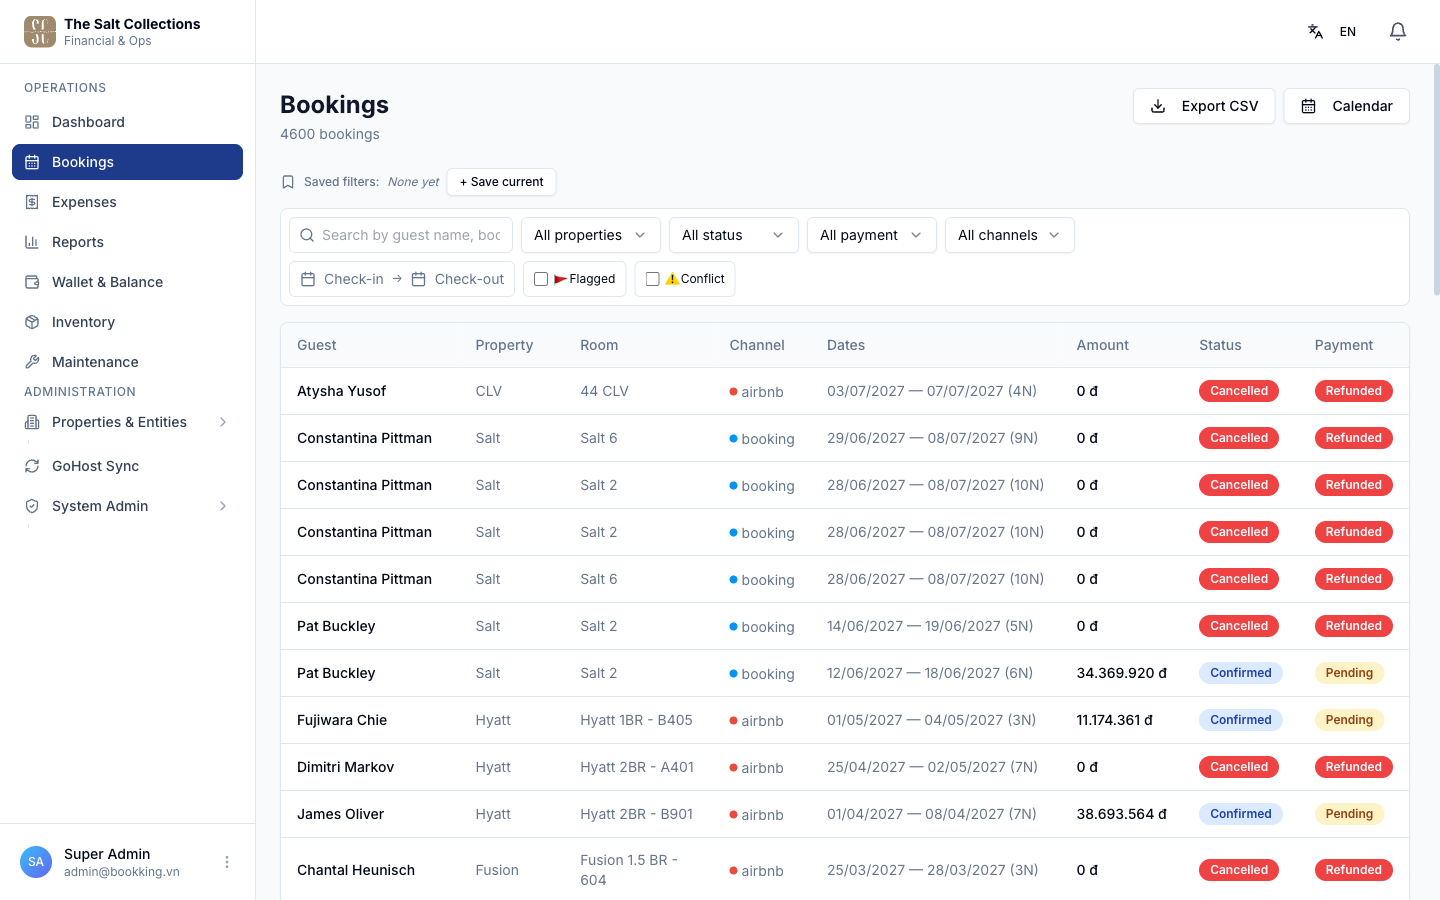 The Salt Collections
Financial & Ops
EN
OPERATIONS
Dashboard
Bookings
Expenses
Reports
Wallet & Balance
Inventory
Maintenance
ADMINISTRATION
Properties & Entities
GoHost Sync
System Admin
SA
Super Admin
admin@bookking.vn
Bookings
4600 bookings
Export CSV
Calendar
Saved filters: None yet + Save current
Search by guest name, boo
All properties
All status
All payment
All channels
Check-in → Check-out
Flagged
Conflict
Guest Property Room Channel Dates Amount Status Payment
Atysha Yusof CLV 44 CLV airbnb 03/07/2027 — 07/07/2027 (4N) 0 đ Cancelled Refunded
Constantina Pittman Salt Salt 6 booking 29/06/2027 — 08/07/2027 (9N) 0 đ Cancelled Refunded
Constantina Pittman Salt Salt 2 booking 28/06/2027 — 08/07/2027 (10N) 0 đ Cancelled Refunded
Constantina Pittman Salt Salt 2 booking 28/06/2027 — 08/07/2027 (10N) 0 đ Cancelled Refunded
Constantina Pittman Salt Salt 6 booking 28/06/2027 — 08/07/2027 (10N) 0 đ Cancelled Refunded
Pat Buckley Salt Salt 2 booking 14/06/2027 — 19/06/2027 (5N) 0 đ Cancelled Refunded
Pat Buckley Salt Salt 2 booking 12/06/2027 — 18/06/2027 (6N) 34.369.920 đ Confirmed Pending
Fujiwara Chie Hyatt Hyatt 1BR - B405 airbnb 01/05/2027 — 04/05/2027 (3N) 11.174.361 đ Confirmed Pending
Dimitri Markov Hyatt Hyatt 2BR - A401 airbnb 25/04/2027 — 02/05/2027 (7N) 0 đ Cancelled Refunded
James Oliver Hyatt Hyatt 2BR - B901 airbnb 01/04/2027 — 08/04/2027 (7N) 38.693.564 đ Confirmed Pending
Chantal Heunisch Fusion Fusion 1.5 BR - 604 airbnb 25/03/2027 — 28/03/2027 (3N) 0 đ Cancelled Refunded